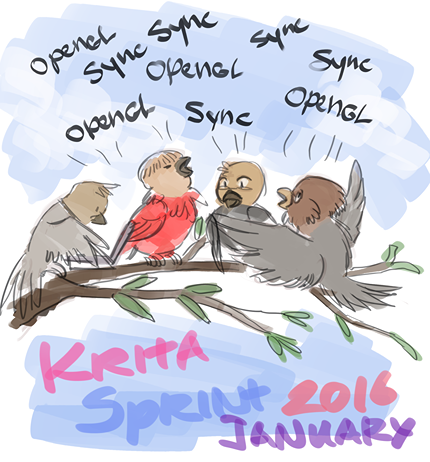 OpenGL Sync Sync
Sync OpenGL Sync
OpenGL Sync OpenGL
KRITA
SPRINT 2016
JANUARY